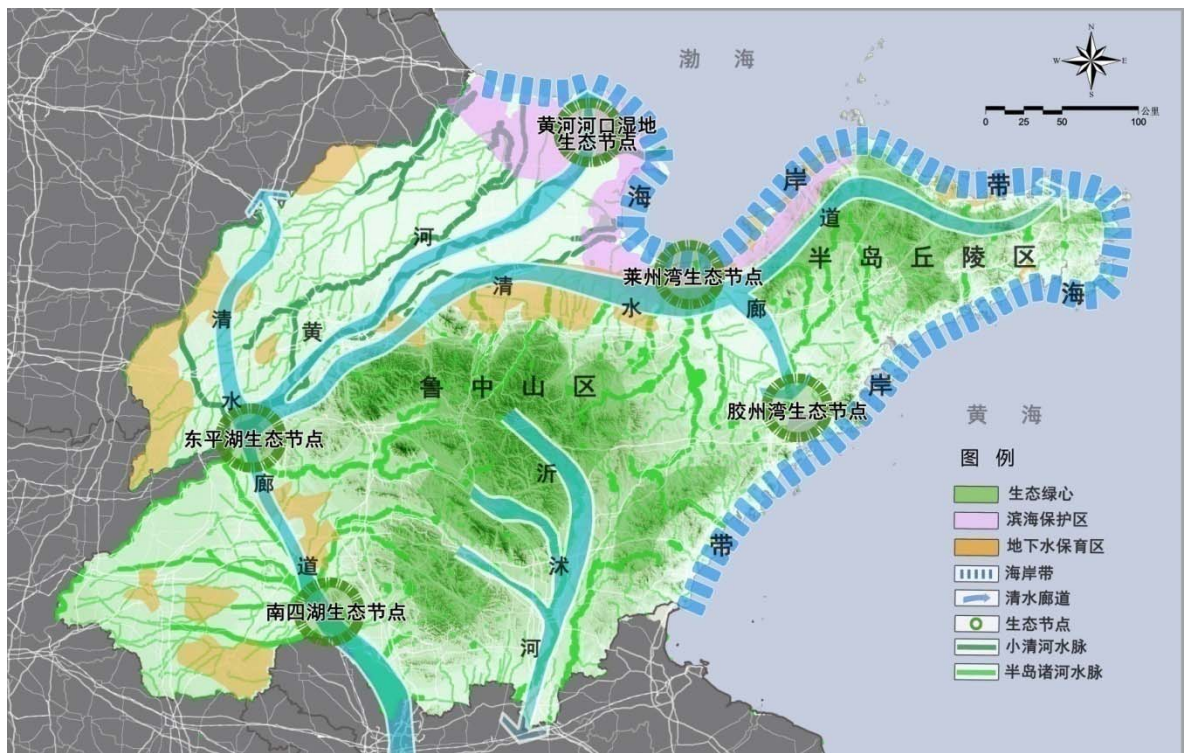 渤海
N
W
E
S
公里
0 25 50 100
黄河河口湿地
生态节点
海岸带
莱州湾生态节点
半岛丘陵区
清水廊道
黄河
清水廊道
鲁中山区
东平湖生态节点
胶州湾生态节点
海岸带
黄海
沂沭河
南四湖生态节点
图例
生态绿心
滨海保护区
地下水保育区
海岸带
清水廊道
生态节点
小清河水脉
半岛诸河水脉